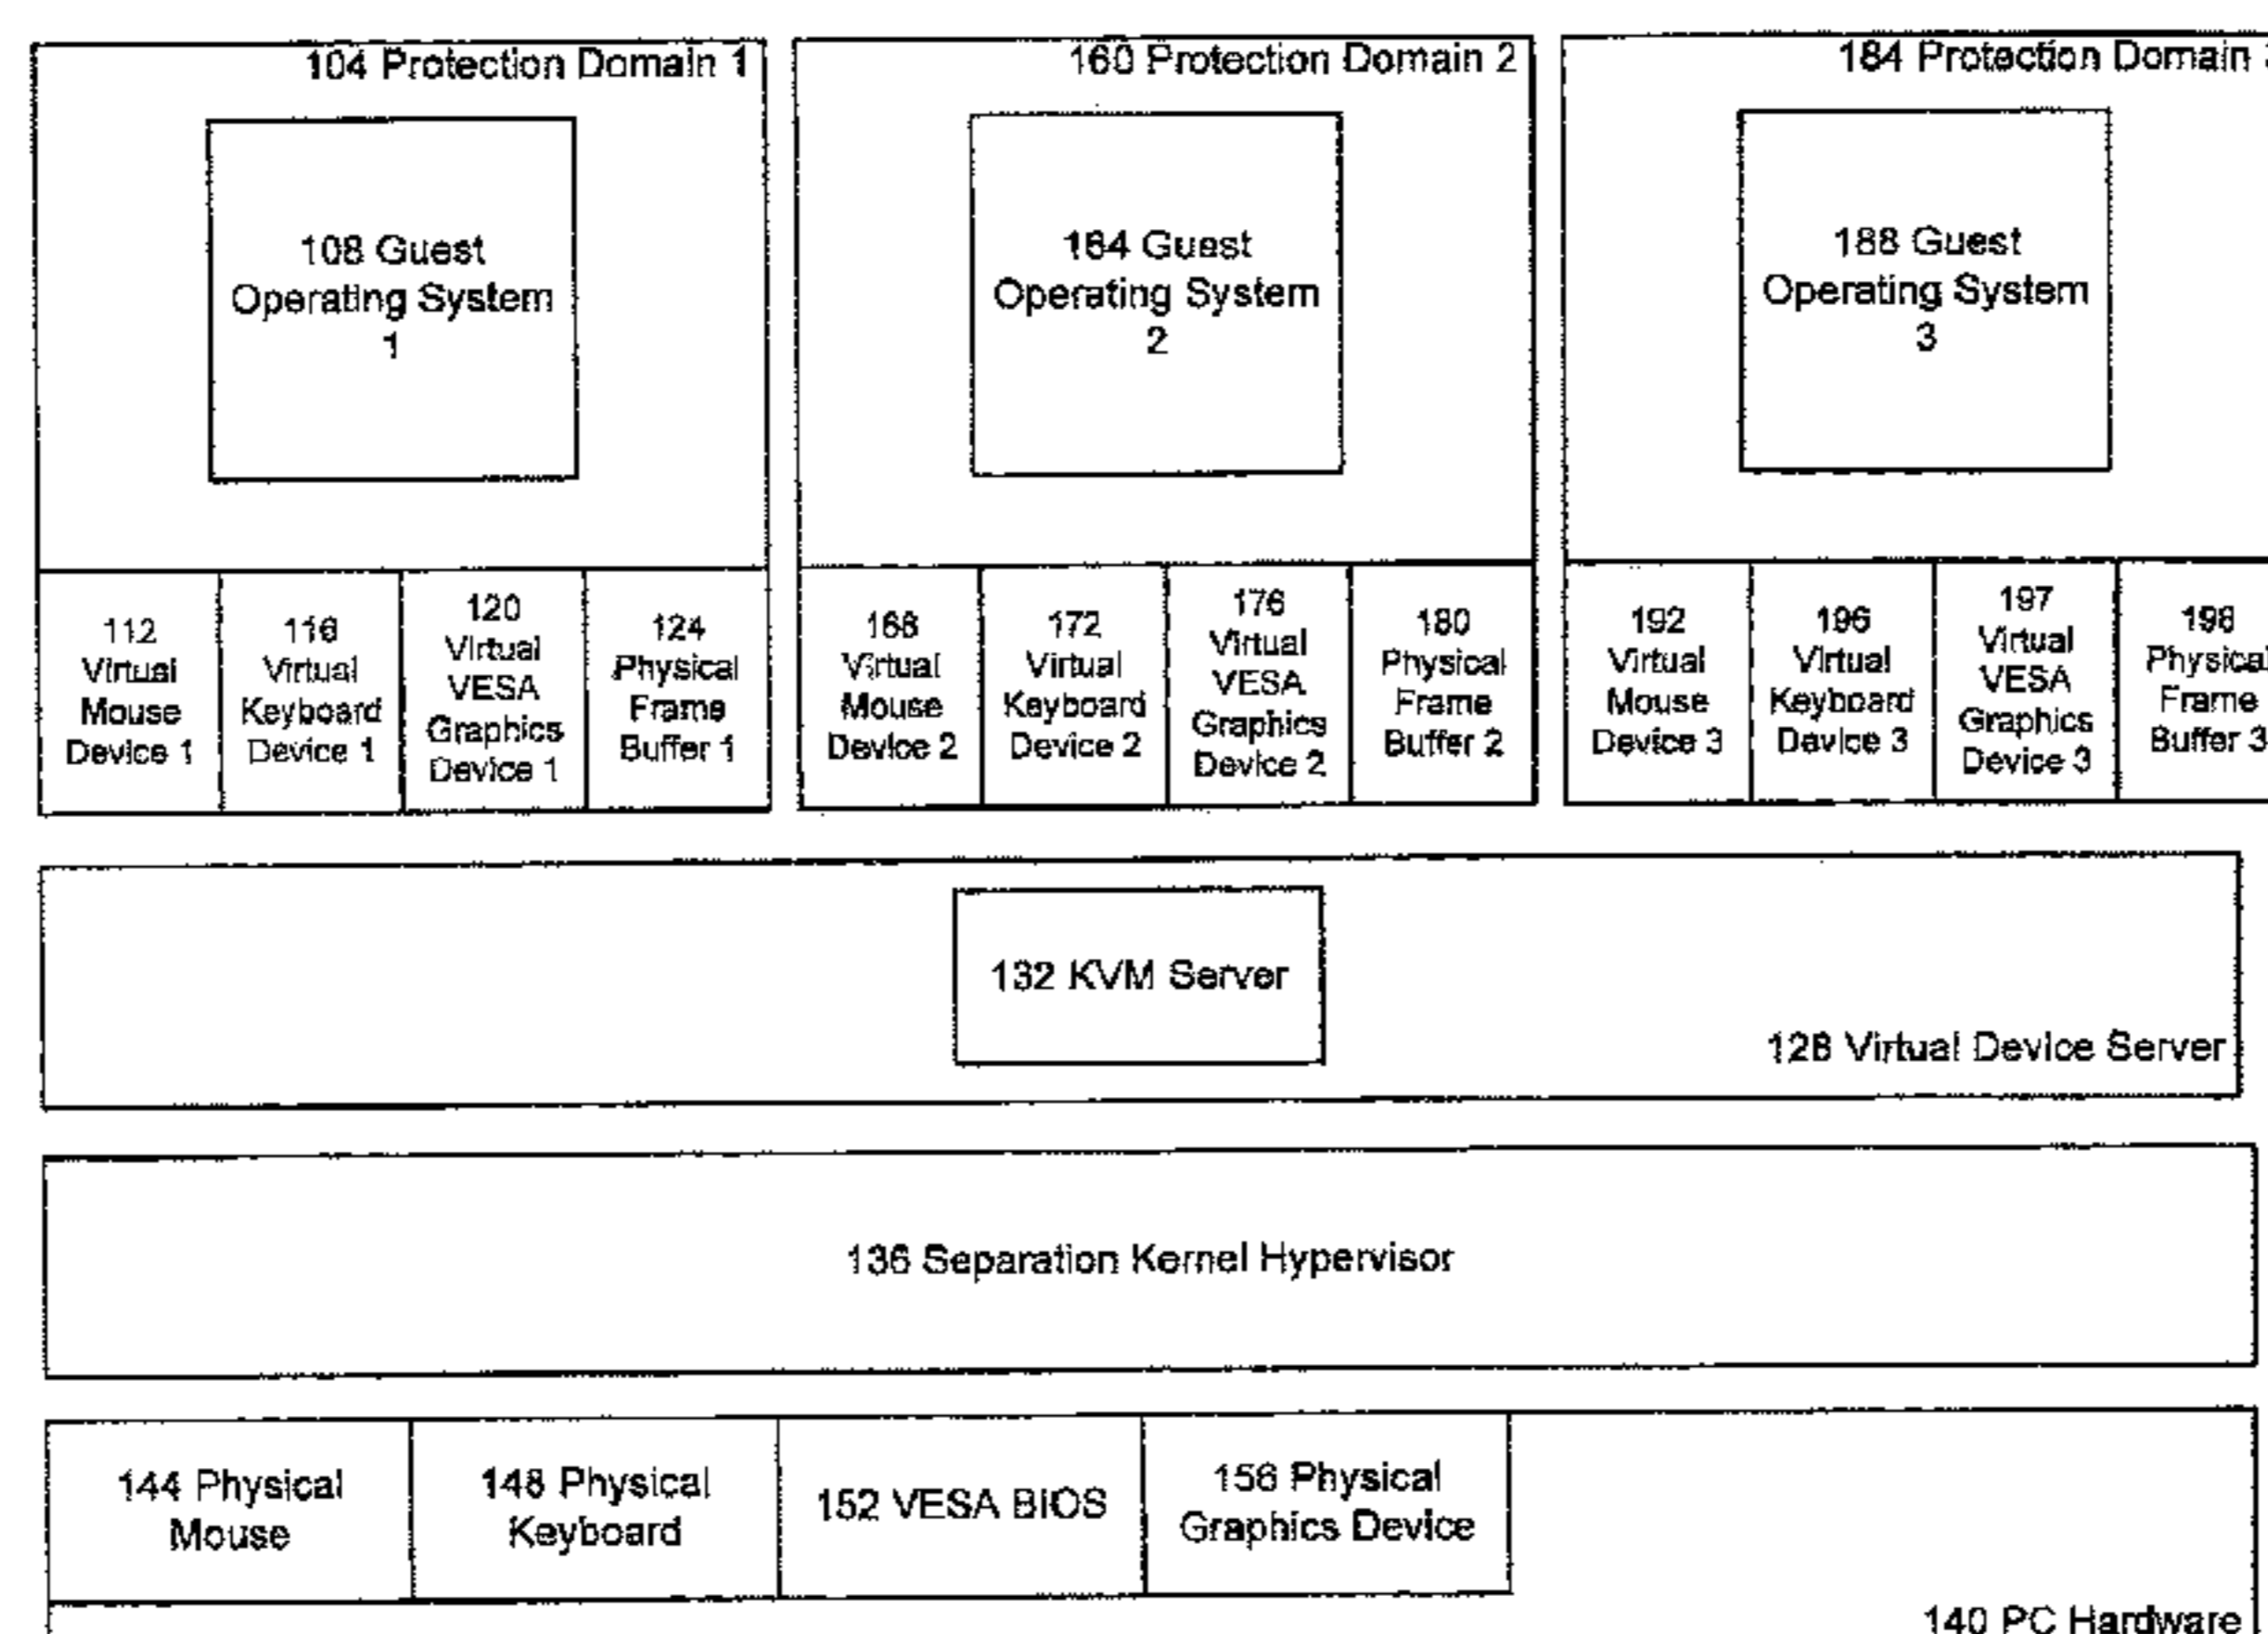 104 Protection Domain 1
108 Guest
Operating System
1
112
Virtual
Mouse
Device 1
116
Virtual
Keyboard
Device 1
120
Virtual
VESA
Graphics
Device 1
124
Physical
Frame
Buffer 1
160 Protection Domain 2
164 Guest
Operating System
2
168
Virtual
Mouse
Device 2
172
Virtual
Keyboard
Device 2
176
Virtual
VESA
Graphics
Device 2
180
Physical
Frame
Buffer 2
184 Protection Domain
188 Guest
Operating System
3
192
Virtual
Mouse
Device 3
196
Virtual
Keyboard
Device 3
197
Virtual
VESA
Graphics
Device 3
198
Physical
Frame
Buffer 3
132 KVM Server
128 Virtual Device Server
136 Separation Kernel Hypervisor
144 Physical
Mouse
148 Physical
Keyboard
152 VESA BIOS
156 Physical
Graphics Device
140 PC Hardware